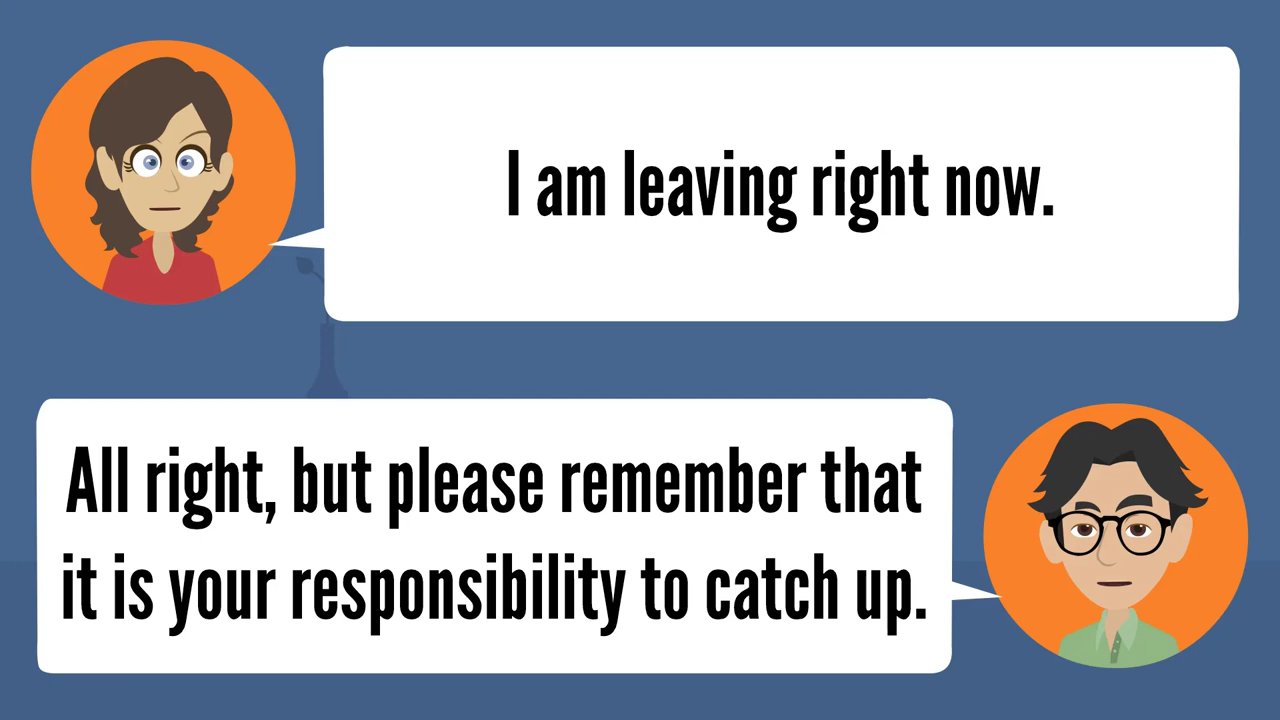 I am leaving right now.
All right, but please remember that
it is your responsibility to catch up.